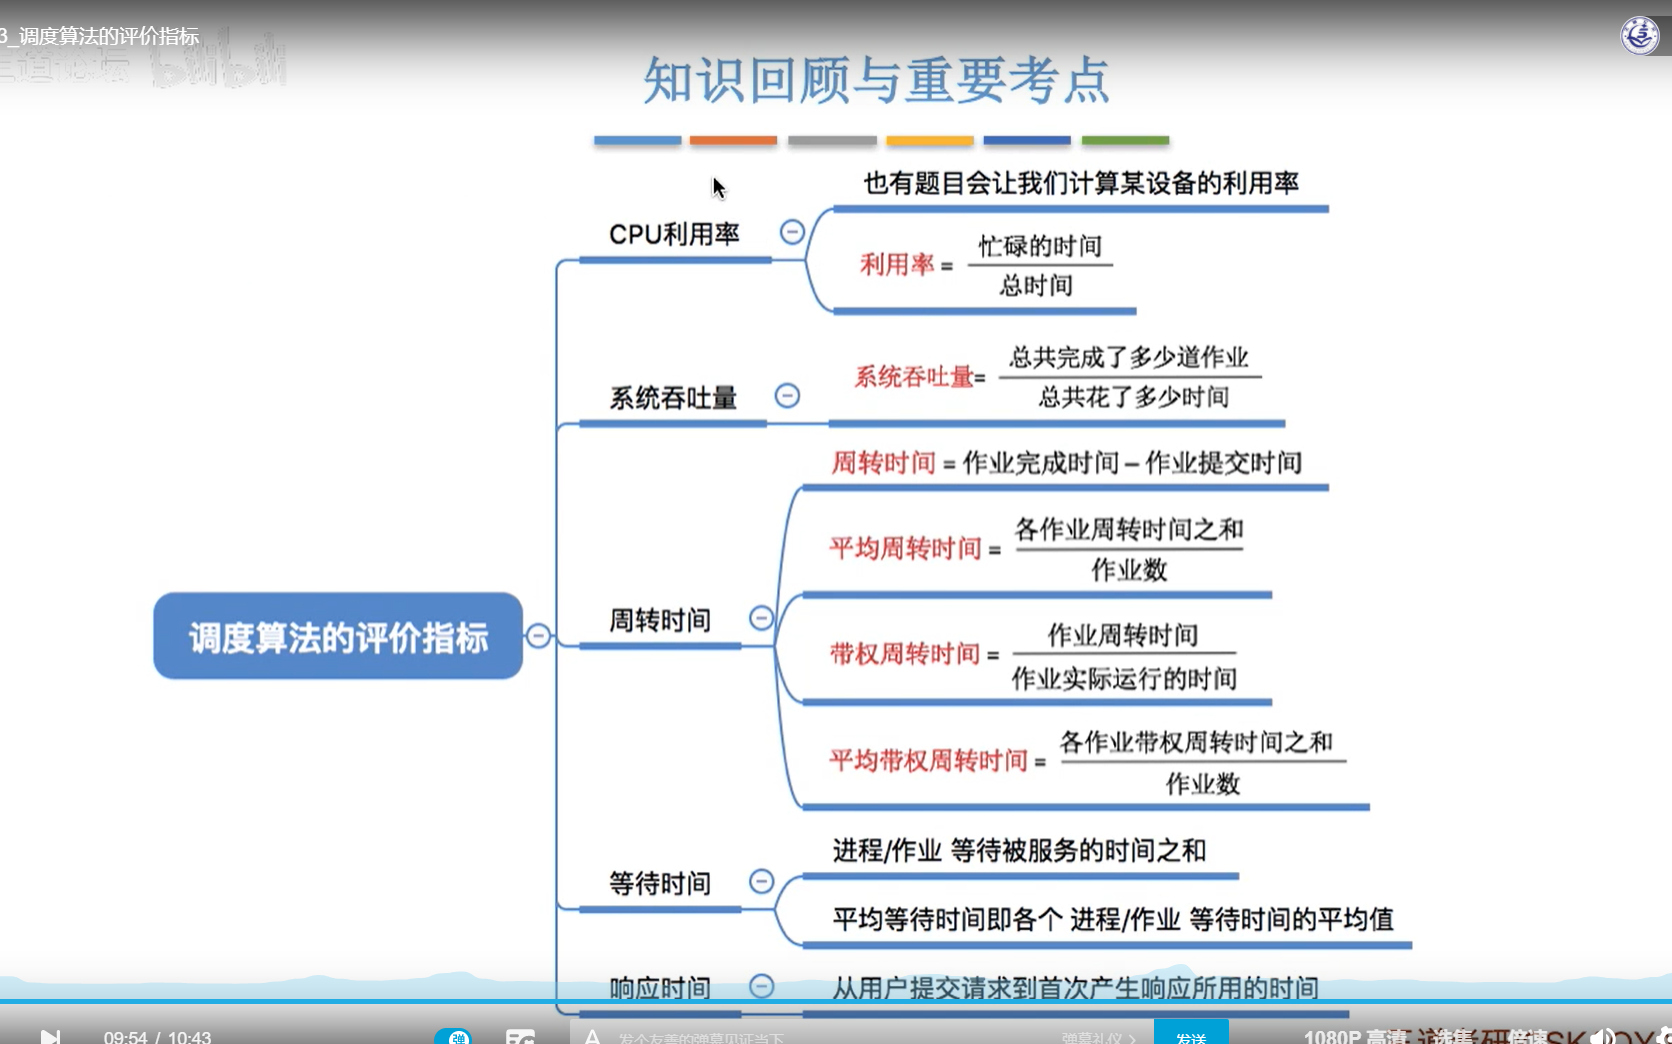 3_调度算法的评价指标
bilibili
知识回顾与重要考点
也有题目会让我们计算某设备的利用率
CPU利用率
利用率 = 忙碌的时间
总时间
系统吞吐量
系统吞吐量= 总共完成了多少道作业
总共花了多少时间
周转时间 = 作业完成时间 – 作业提交时间
平均周转时间 = 各作业周转时间之和
作业数
周转时间
调度算法的评价指标
带权周转时间 = 作业周转时间
作业实际运行的时间
平均带权周转时间 = 各作业带权周转时间之和
作业数
进程/作业 等待被服务的时间之和
等待时间
平均等待时间即各个 进程/作业 等待时间的平均值
响应时间
从用户提交请求到首次产生响应所用的时间
09:54 / 10:43
弹
A
发个友善的弹幕见证当下
弹幕礼仪 >
发送
1080P 高清
选集
倍速